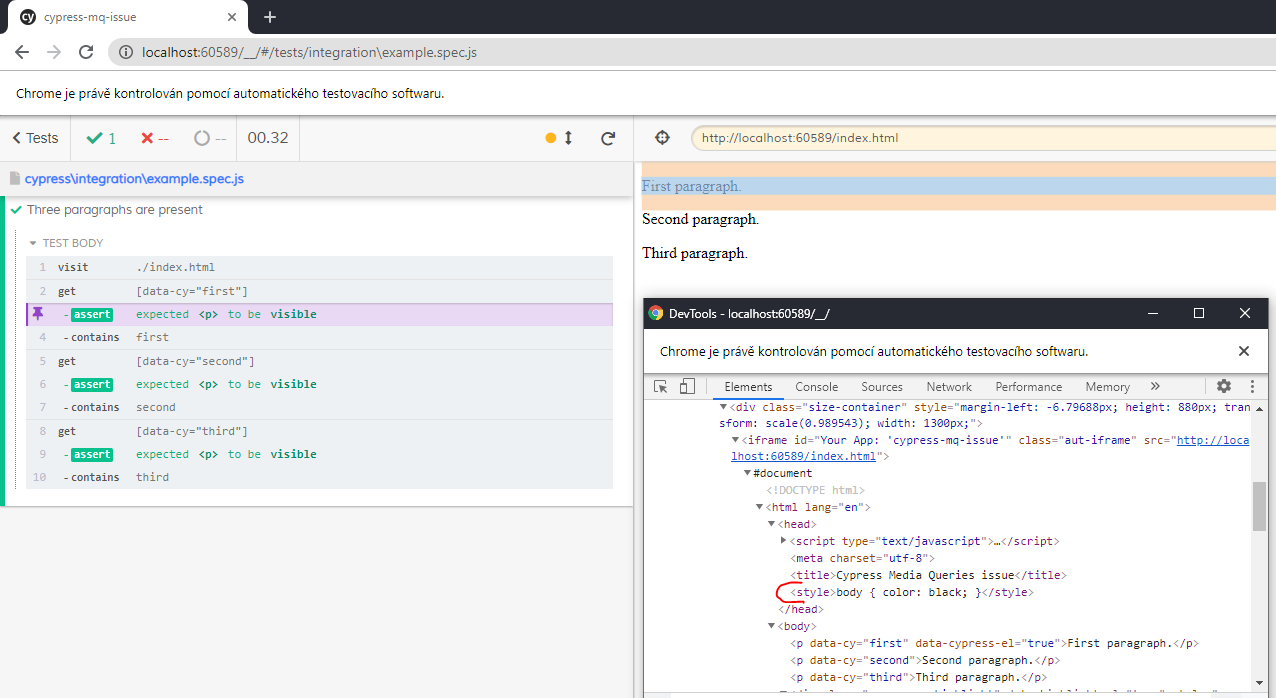 cypress-mq-issue
localhost:60589/__/#/tests/integration\example.spec.js
Chrome je právě kontrolován pomocí automatického testovacího softwaru.
Tests 1 -- -- 00.32
http://localhost:60589/index.html
cypress\integration\example.spec.js
Three paragraphs are present
TEST BODY
1 visit ./index.html
2 get [data-cy="first"]
-assert expected <p> to be visible
4 -contains first
5 get [data-cy="second"]
6 -assert expected <p> to be visible
7 -contains second
8 get [data-cy="third"]
9 -assert expected <p> to be visible
10 -contains third
First paragraph.
Second paragraph.
Third paragraph.
DevTools - localhost:60589/__/
Chrome je právě kontrolován pomocí automatického testovacího softwaru.
Elements Console Sources Network Performance Memory »
<div class="size-container" style="margin-left: -6.79688px; height: 880px; tran
sform: scale(0.989543); width: 1300px;">
<iframe id="Your App: 'cypress-mq-issue'" class="aut-iframe" src="http://loca
lhost:60589/index.html">
#document
<!DOCTYPE html>
<html lang="en">
<head>
<script type="text/javascript">…</script>
<meta charset="utf-8">
<title>Cypress Media Queries issue</title>
<style>body { color: black; }</style>
</head>
<body>
<p data-cy="first" data-cypress-el="true">First paragraph.</p>
<p data-cy="second">Second paragraph.</p>
<p data-cy="third">Third paragraph.</p>